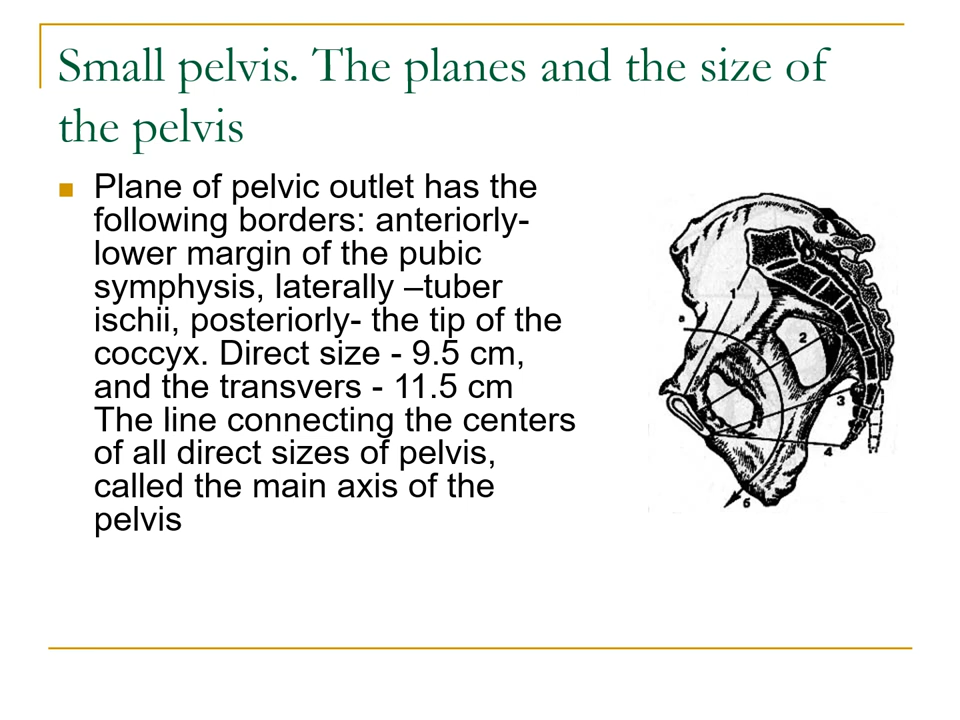 Small pelvis. The planes and the size of
the pelvis
Plane of pelvic outlet has the
following borders: anteriorly-
lower margin of the pubic
symphysis, laterally –tuber
ischii, posteriorly- the tip of the
coccyx. Direct size - 9.5 cm,
and the transvers - 11.5 cm
The line connecting the centers
of all direct sizes of pelvis,
called the main axis of the
pelvis
1
a
2
3
4